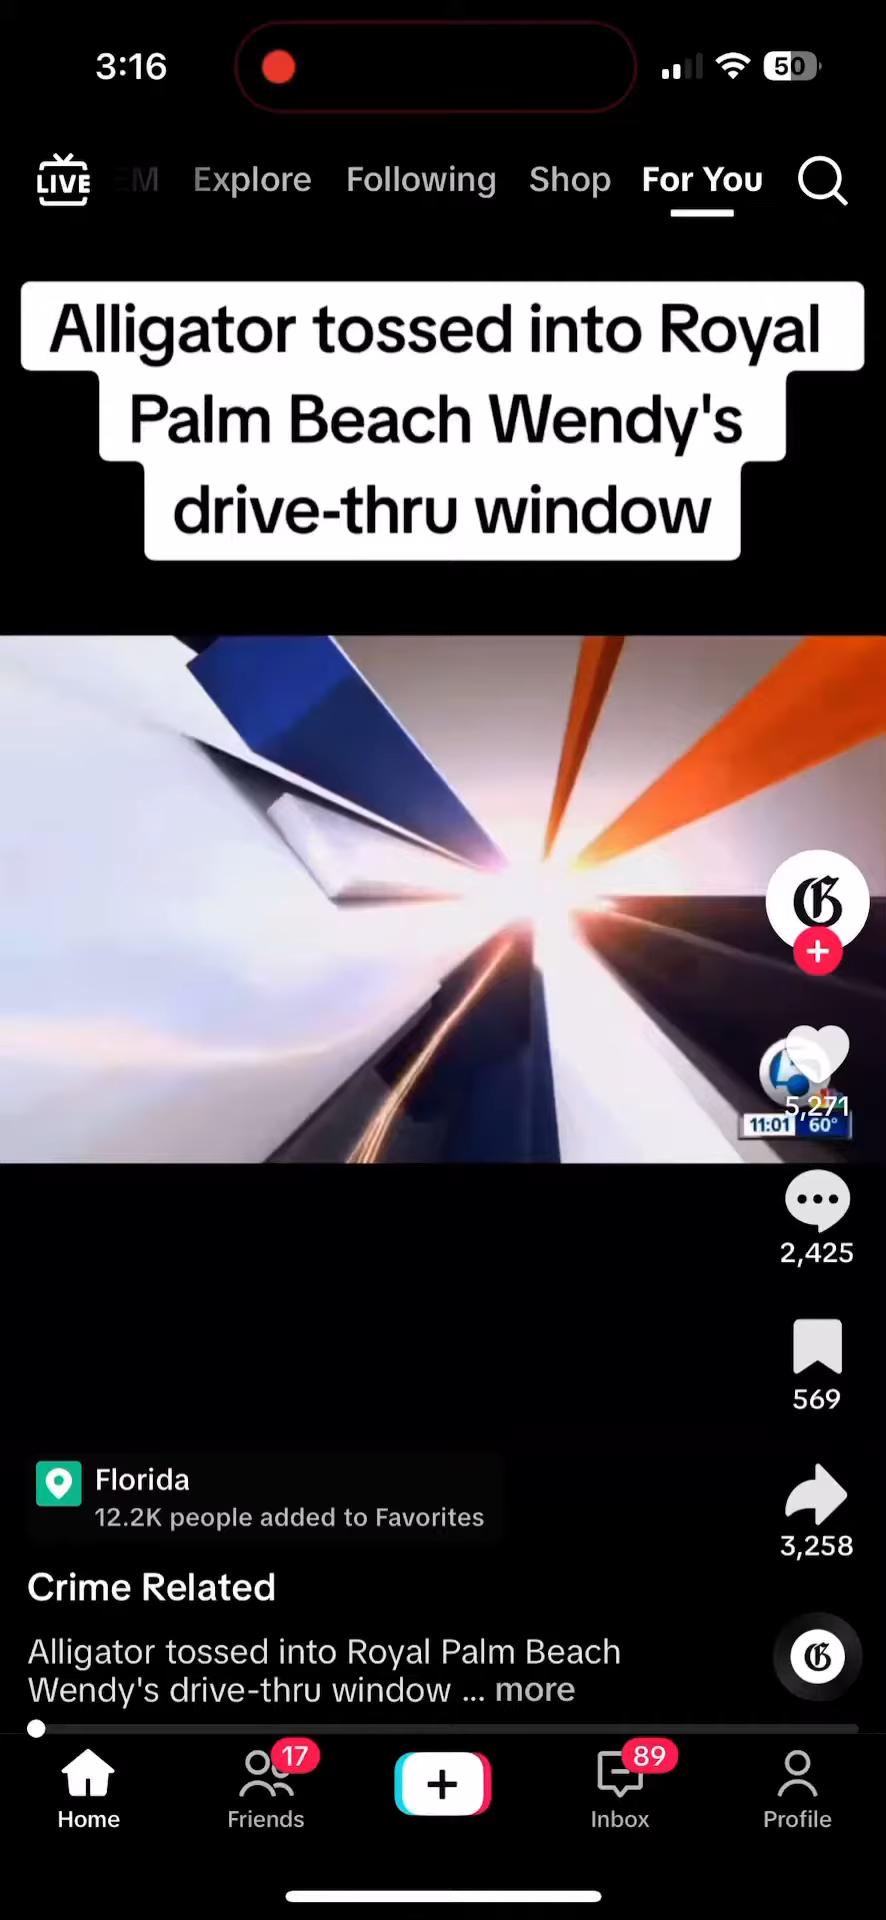 3:16
50
LIVE
Explore
Following
Shop
For You
Alligator tossed into Royal
Palm Beach Wendy's
drive-thru window
5,271
11:01 60°
2,425
569
3,258
Florida
12.2K people added to Favorites
Crime Related
Alligator tossed into Royal Palm Beach
Wendy's drive-thru window ... more
17
89
Home
Friends
Inbox
Profile